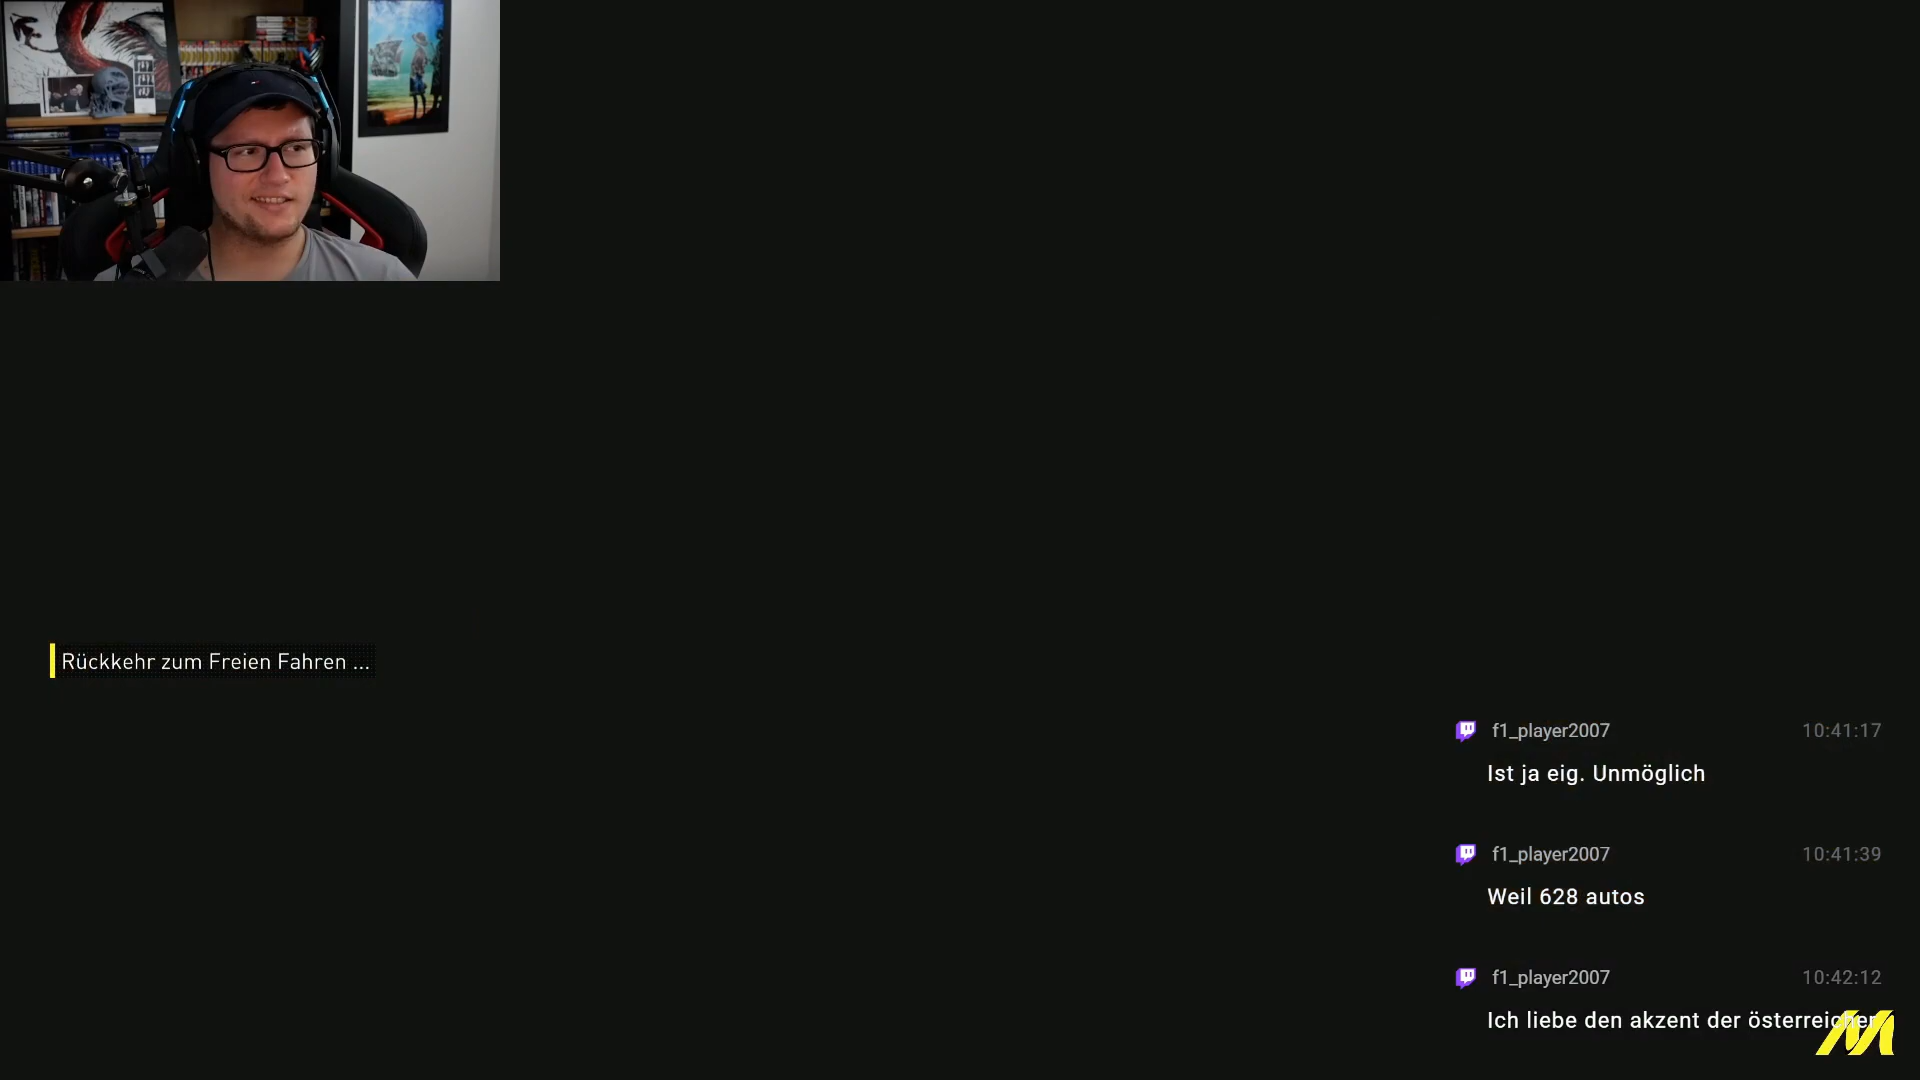 Rückkehr zum Freien Fahren ...
f1_player2007 10:41:17
Ist ja eig. Unmöglich
f1_player2007 10:41:39
Weil 628 autos
f1_player2007 10:42:12
Ich liebe den akzent der österreicher